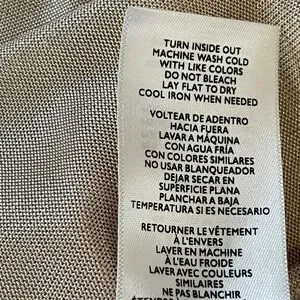 TURN INSIDE OUT
MACHINE WASH COLD
WITH LIKE COLORS
DO NOT BLEACH
LAY FLAT TO DRY
COOL IRON WHEN NEEDED
VOLTEAR DE ADENTRO
HACIA FUERA
LAVAR A MÁQUINA
CON AGUA FRÍA
CON COLORES SIMILARES
NO USAR BLANQUEADOR
DEJAR SECAR EN
SUPERFICIE PLANA
PLANCHAR A BAJA
TEMPERATURA SI ES NECESARIO
RETOURNER LE VÊTEMENT
À L'ENVERS
LAVER EN MACHINE
À L'EAU FROIDE
LAVER AVEC COULEURS
SIMILAIRES
NE PAS BLANCHIR